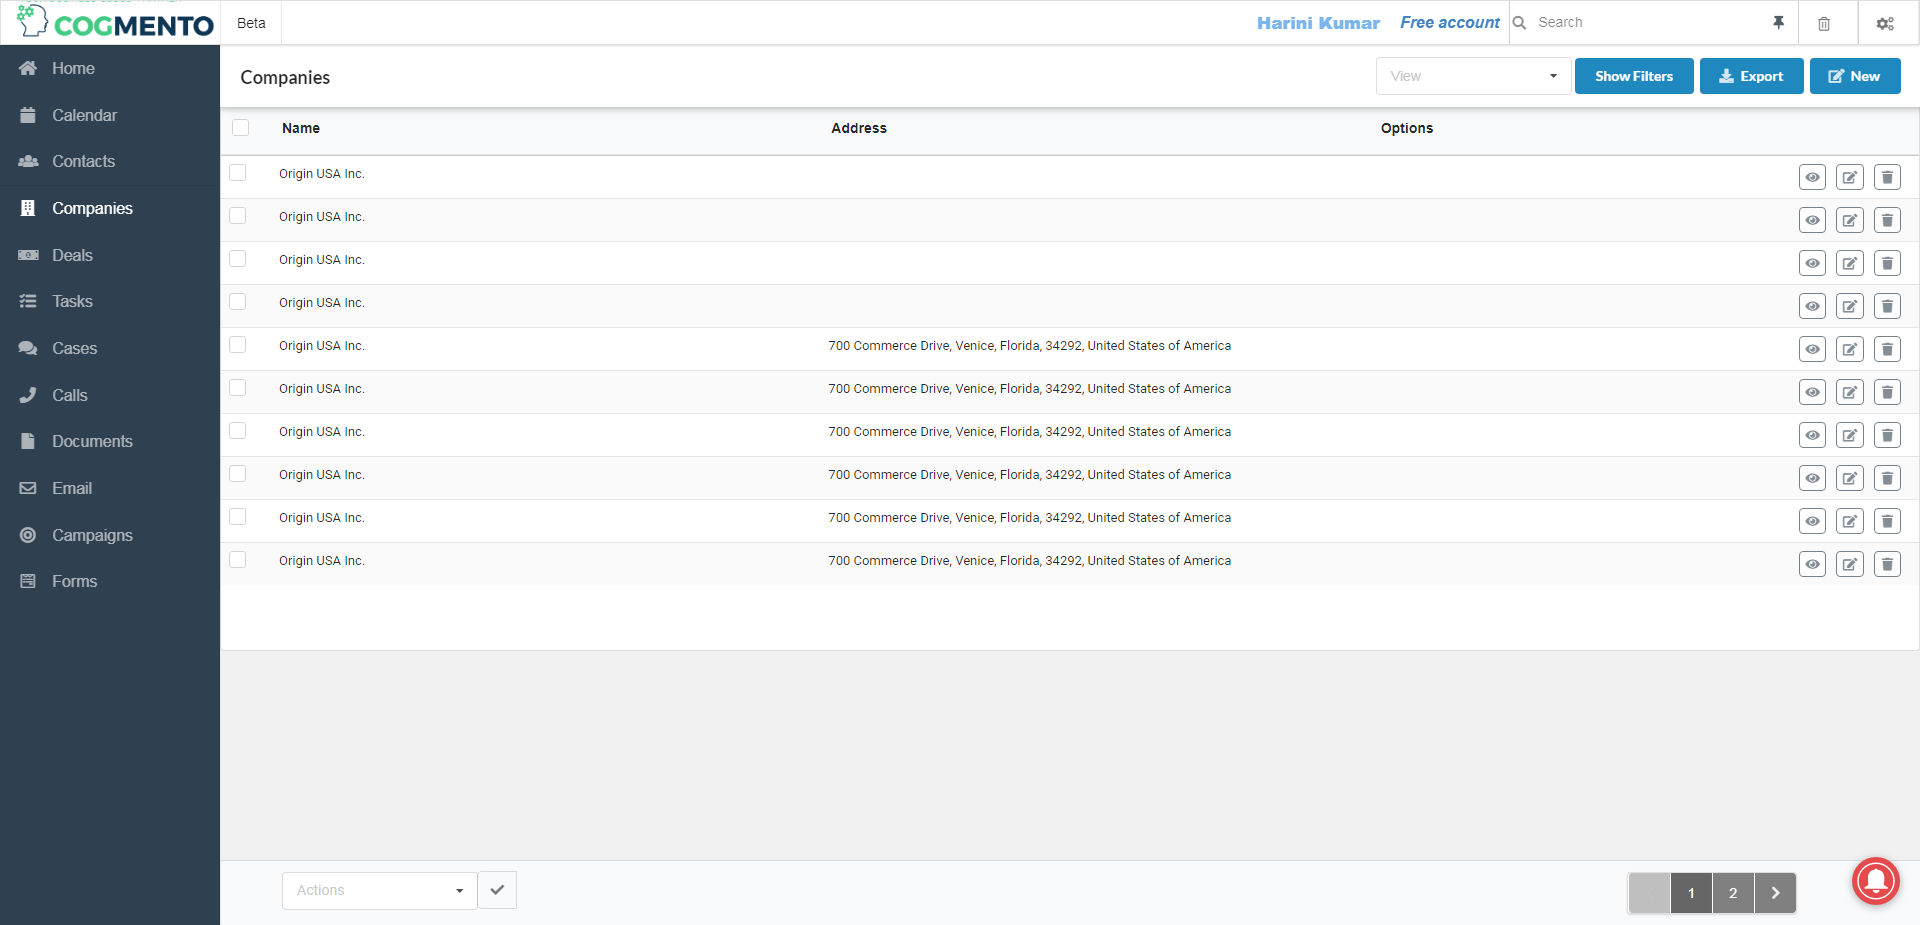 COGMENTO
Beta
Harini Kumar
Free account
Search
Home
Calendar
Contacts
Companies
Deals
Tasks
Cases
Calls
Documents
Email
Campaigns
Forms
Companies
View
Show Filters
Export
New
Name Address Options
Origin USA Inc.
Origin USA Inc.
Origin USA Inc.
Origin USA Inc.
Origin USA Inc. 700 Commerce Drive, Venice, Florida, 34292, United States of America
Origin USA Inc. 700 Commerce Drive, Venice, Florida, 34292, United States of America
Origin USA Inc. 700 Commerce Drive, Venice, Florida, 34292, United States of America
Origin USA Inc. 700 Commerce Drive, Venice, Florida, 34292, United States of America
Origin USA Inc. 700 Commerce Drive, Venice, Florida, 34292, United States of America
Origin USA Inc. 700 Commerce Drive, Venice, Florida, 34292, United States of America
Actions
1 2